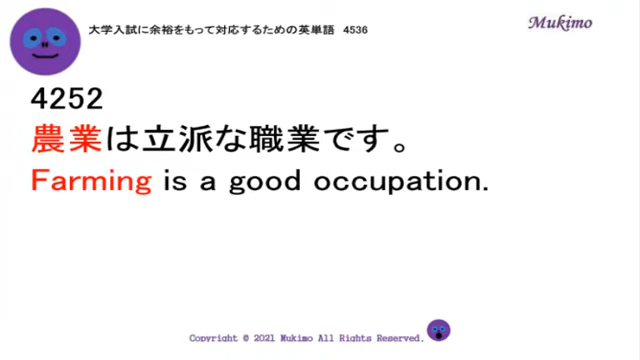 大学入試に余裕をもって対応するための英単語 4536
Mukimo
4252
農業は立派な職業です。
Farming is a good occupation.
Copyright © 2021 Mukimo All Rights Reserved.